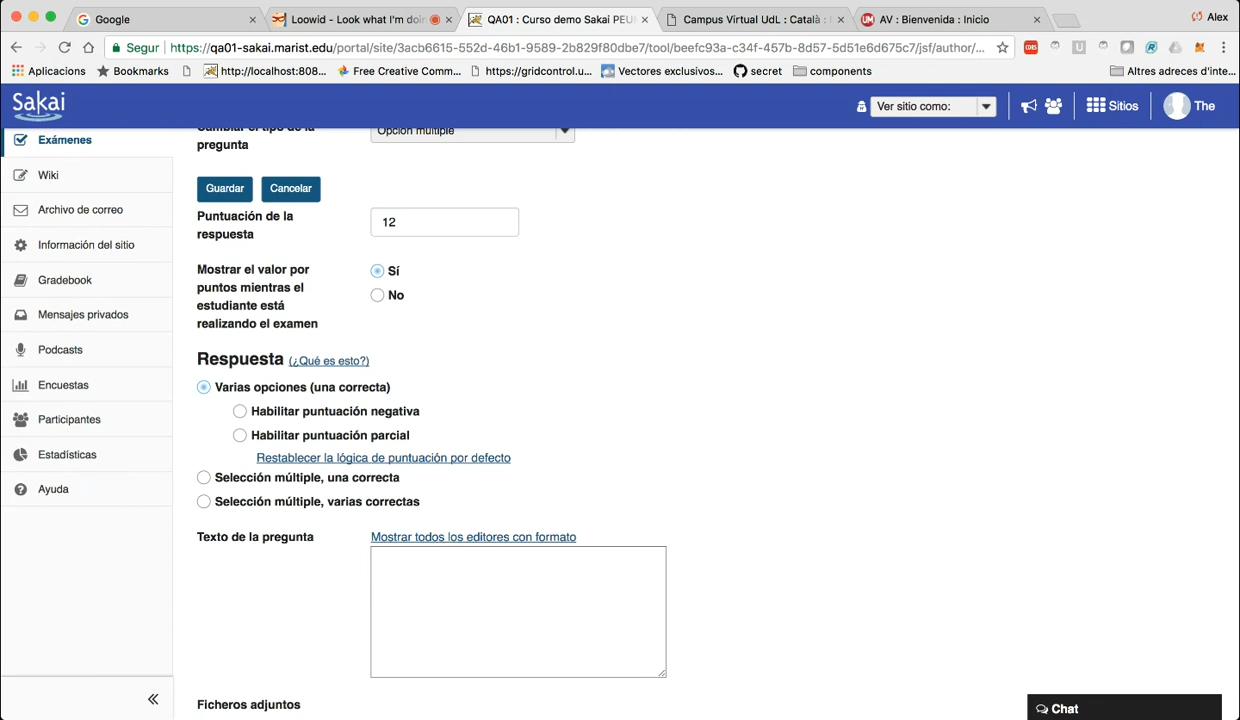 Google
Loowid - Look what I'm doin
QA01 : Curso demo Sakai PEU
Campus Virtual UdL : Català :
AV : Bienvenida : Inicio
Alex
Segur
https://qa01-sakai.marist.edu/portal/site/3acb6615-552d-46b1-9589-2b829f80dbe7/tool/beefc93a-c34f-457b-8d57-5d51e6d675c7/jsf/author/...
Aplicacions
Bookmarks
http://localhost:808...
Free Creative Comm...
https://gridcontrol.u...
Vectores exclusivos...
secret
components
Altres adreces d'inte...
Sakai
Ver sitio como:
Sitios
The
Exámenes
Wiki
Archivo de correo
Información del sitio
Gradebook
Mensajes privados
Podcasts
Encuestas
Participantes
Estadísticas
Ayuda
Cambiar el tipo de la
pregunta
Opción múltiple
Guardar
Cancelar
Puntuación de la
respuesta
12
Mostrar el valor por
puntos mientras el
estudiante está
realizando el examen
Sí
No
Respuesta (¿Qué es esto?)
Varias opciones (una correcta)
Habilitar puntuación negativa
Habilitar puntuación parcial
Restablecer la lógica de puntuación por defecto
Selección múltiple, una correcta
Selección múltiple, varias correctas
Texto de la pregunta
Mostrar todos los editores con formato
Ficheros adjuntos
Chat